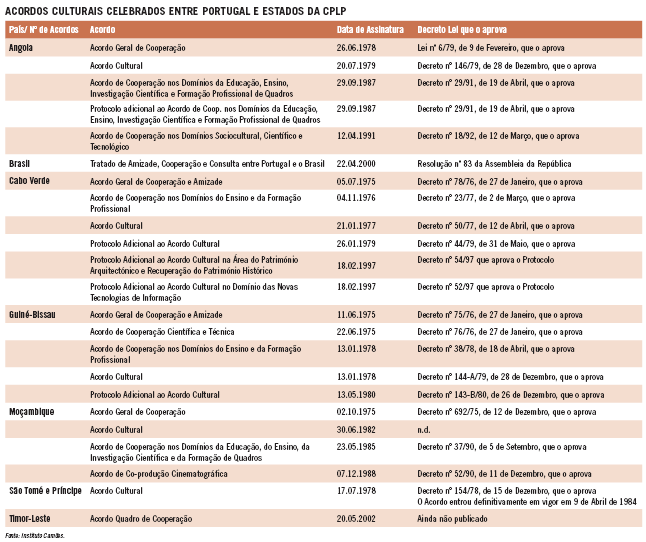 ACORDOS CULTURAIS CELEBRADOS ENTRE PORTUGAL E ESTADOS DA CPLP
País/ Nº de Acordos Acordo Data de Assinatura Decreto Lei que o aprova
Angola Acordo Geral de Cooperação 26.06.1978 Lei nº 6/79, de 9 de Fevereiro, que o aprova
Acordo Cultural 20.07.1979 Decreto nº 146/79, de 28 de Dezembro, que o aprova
Acordo de Cooperação nos Domínios da Educação, Ensino, 29.09.1987 Decreto nº 29/91, de 19 de Abril, que o aprova
Investigação Científica e Formação Profissional de Quadros
Protocolo adicional ao Acordo de Coop. nos Domínios da Educação, 29.09.1987 Decreto nº 29/91, de 19 de Abril, que o aprova
Ensino, Investigação Científica e Formação Profissional de Quadros
Acordo de Cooperação nos Domínios Sociocultural, Científico e 12.04.1991 Decreto nº 18/92, de 12 de Março, que o aprova
Tecnológico
Brasil Tratado de Amizade, Cooperação e Consulta entre Portugal e o Brasil 22.04.2000 Resolução nº 83 da Assembleia da República
Cabo Verde Acordo Geral de Cooperação e Amizade 05.07.1975 Decreto nº 78/76, de 27 de Janeiro, que o aprova
Acordo de Cooperação nos Domínios do Ensino e da Formação 04.11.1976 Decreto nº 23/77, de 2 de Março, que o aprova
Profissional
Acordo Cultural 21.01.1977 Decreto nº 50/77, de 12 de Abril, que o aprova
Protocolo Adicional ao Acordo Cultural 26.01.1979 Decreto nº 44/79, de 31 de Maio, que o aprova
Protocolo Adicional ao Acordo Cultural na Área do Património 18.02.1997 Decreto nº 54/97 que aprova o Protocolo
Arquitectónico e Recuperação do Património Histórico
Protocolo Adicional ao Acordo Cultural no Domínio das Novas 18.02.1997 Decreto nº 52/97 que aprova o Protocolo
Tecnologias de Informação
Guiné-Bissau Acordo Geral de Cooperação e Amizade 11.06.1975 Decreto nº 75/76, de 27 de Janeiro, que o aprova
Acordo de Cooperação Científica e Técnica 22.06.1975 Decreto nº 76/76, de 27 de Janeiro, que o aprova
Acordo de Cooperação nos Domínios do Ensino e da Formação 13.01.1978 Decreto nº 38/78, de 18 de Abril, que o aprova
Profissional
Acordo Cultural 13.01.1978 Decreto nº 144-A/79, de 28 de Dezembro, que o aprova
Protocolo Adicional ao Acordo Cultural 13.05.1980 Decreto nº 143-B/80, de 26 de Dezembro, que o aprova
Moçambique Acordo Geral de Cooperação 02.10.1975 Decreto nº 692/75, de 12 de Dezembro, que o aprova
Acordo Cultural 30.06.1982 n.d.
Acordo de Cooperação nos Domínios da Educação, do Ensino, da 23.05.1985 Decreto nº 37/90, de 5 de Setembro, que o aprova
Investigação Científica e da Formação de Quadros
Acordo de Co-produção Cinematográfica 07.12.1988 Decreto nº 52/90, de 11 de Dezembro, que o aprova
São Tomé e Príncipe Acordo Cultural 17.07.1978 Decreto nº 154/78, de 15 de Dezembro, que o aprova
O Acordo entrou definitivamente em vigor em 9 de Abril de 1984
Timor-Leste Acordo Quadro de Cooperação 20.05.2002 Ainda não publicado
Fonte: Instituto Camões.